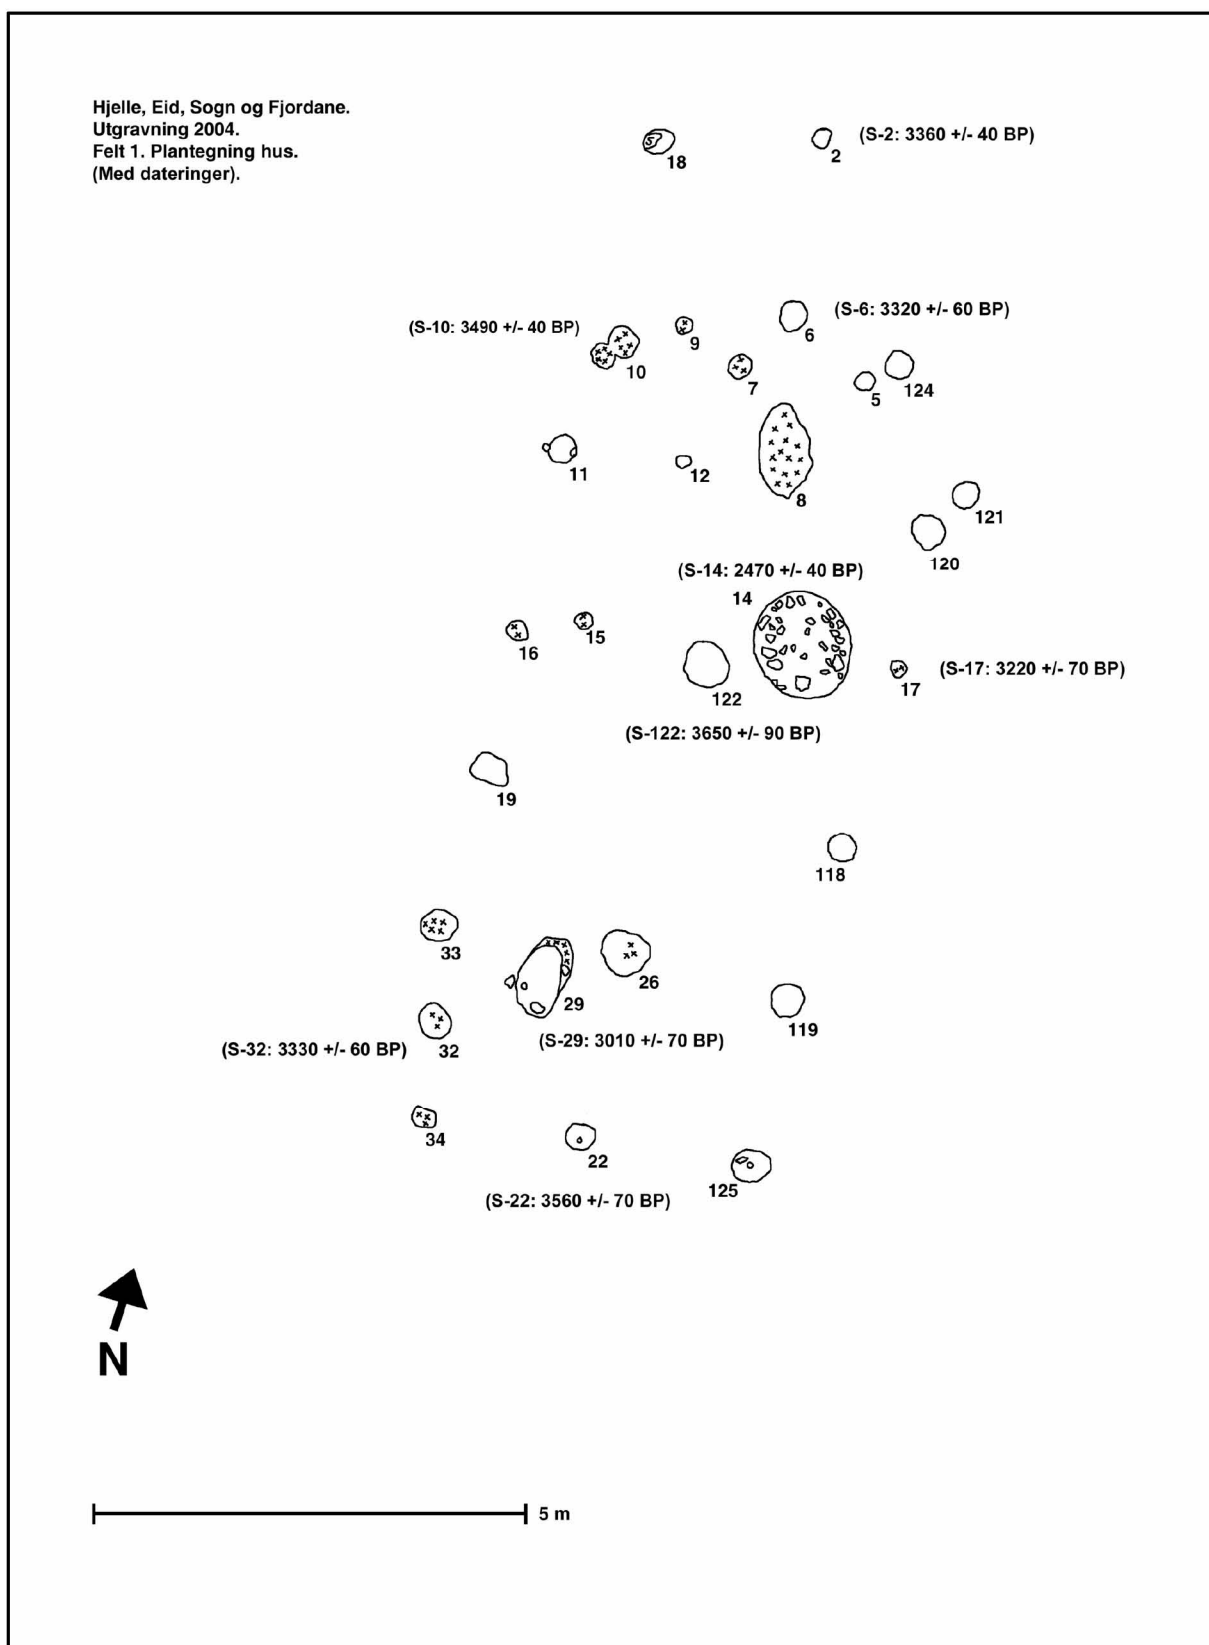 Hjelle, Eid, Sogn og Fjordane.
Utgravning 2004.
Felt 1. Plantegning hus.
(Med dateringer).
18
2
(S-2: 3360 +/- 40 BP)
(S-10: 3490 +/- 40 BP)
10
9
7
6
(S-6: 3320 +/- 60 BP)
5
124
11
12
8
121
120
(S-14: 2470 +/- 40 BP)
14
16
15
122
17
(S-17: 3220 +/- 70 BP)
(S-122: 3650 +/- 90 BP)
19
118
33
29
26
119
(S-32: 3330 +/- 60 BP)
32
(S-29: 3010 +/- 70 BP)
34
22
125
(S-22: 3560 +/- 70 BP)
N
5 m